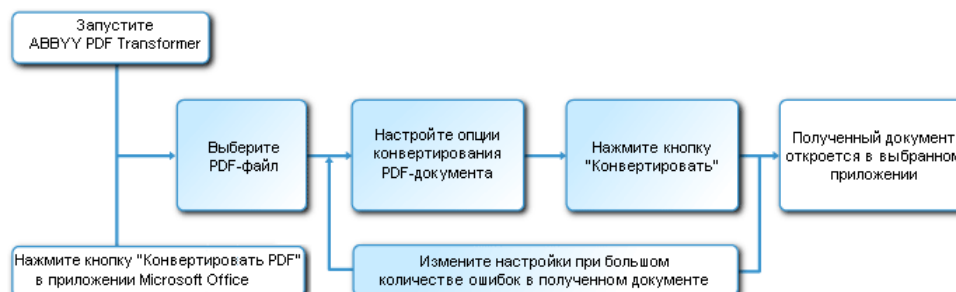 Запустите
ABBYY PDF Transformer
Выберите
PDF-файл
Настройте опции
конвертирования
PDF-документа
Нажмите кнопку
"Конвертировать"
Полученный документ
откроется в выбранном
приложении
Нажмите кнопку "Конвертировать PDF"
в приложении Microsoft Office
Измените настройки при большом
количестве ошибок в полученном документе